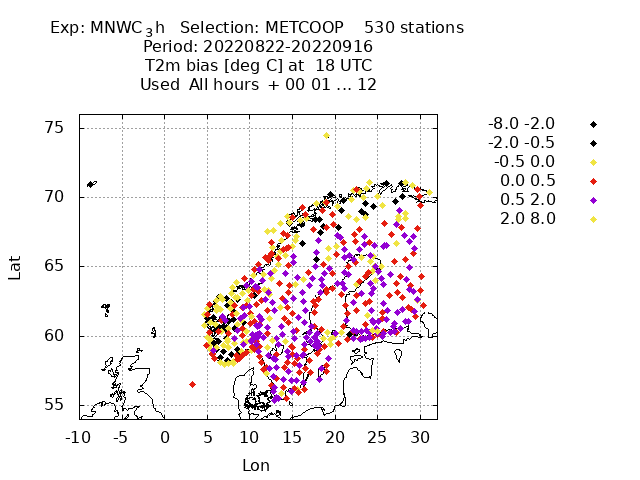 Exp: MNWC_3h   Selection: METCOOP    530 stations
Period: 20220822-20220916
T2m bias [deg C] at  18 UTC
Used  All hours  + 00 01 ... 12
-8.0 -2.0
-2.0 -0.5
-0.5 0.0
0.0 0.5
0.5 2.0
2.0 8.0
75
70
65
60
55
Lat
-10 -5 0 5 10 15 20 25 30
Lon